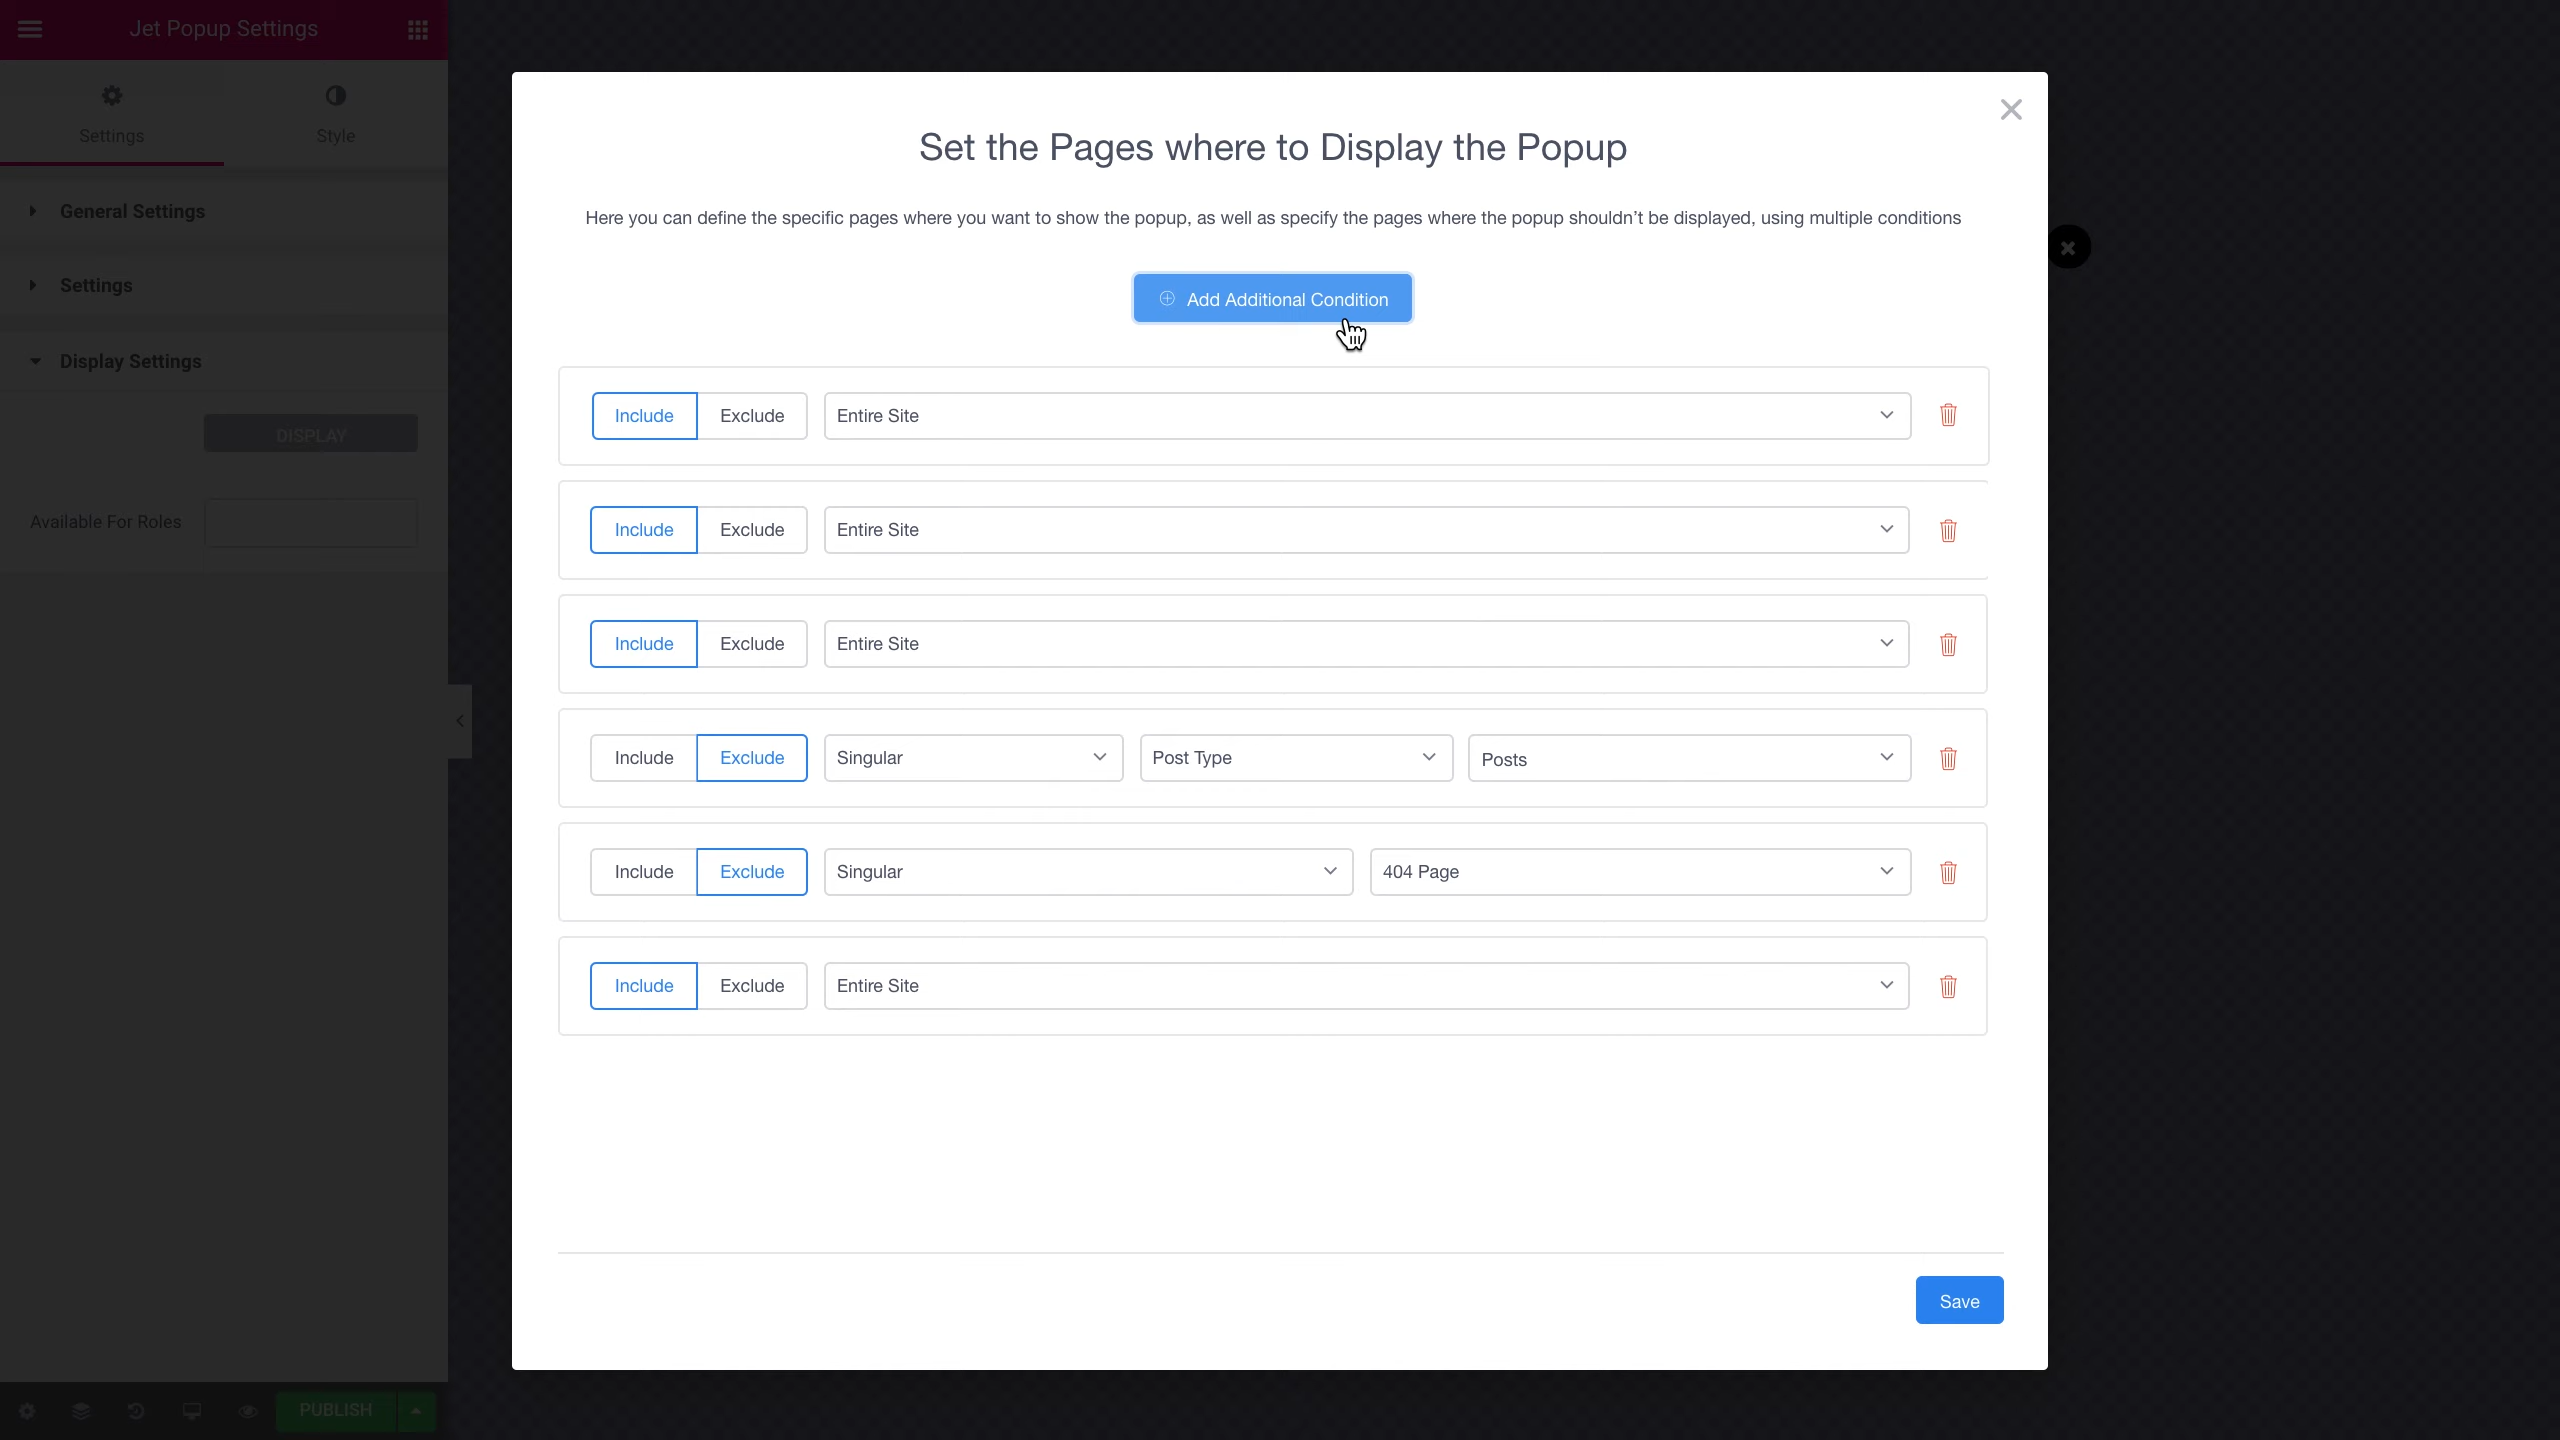 Jet Popup Settings
Settings
Style
General Settings
Settings
Display Settings
DISPLAY
Available For Roles
PUBLISH
Set the Pages where to Display the Popup
Here you can define the specific pages where you want to show the popup, as well as specify the pages where the popup shouldn't be displayed, using multiple conditions
Add Additional Condition
Include Exclude Entire Site
Include Exclude Entire Site
Include Exclude Entire Site
Include Exclude Singular Post Type Posts
Include Exclude Singular 404 Page
Include Exclude Entire Site
Save